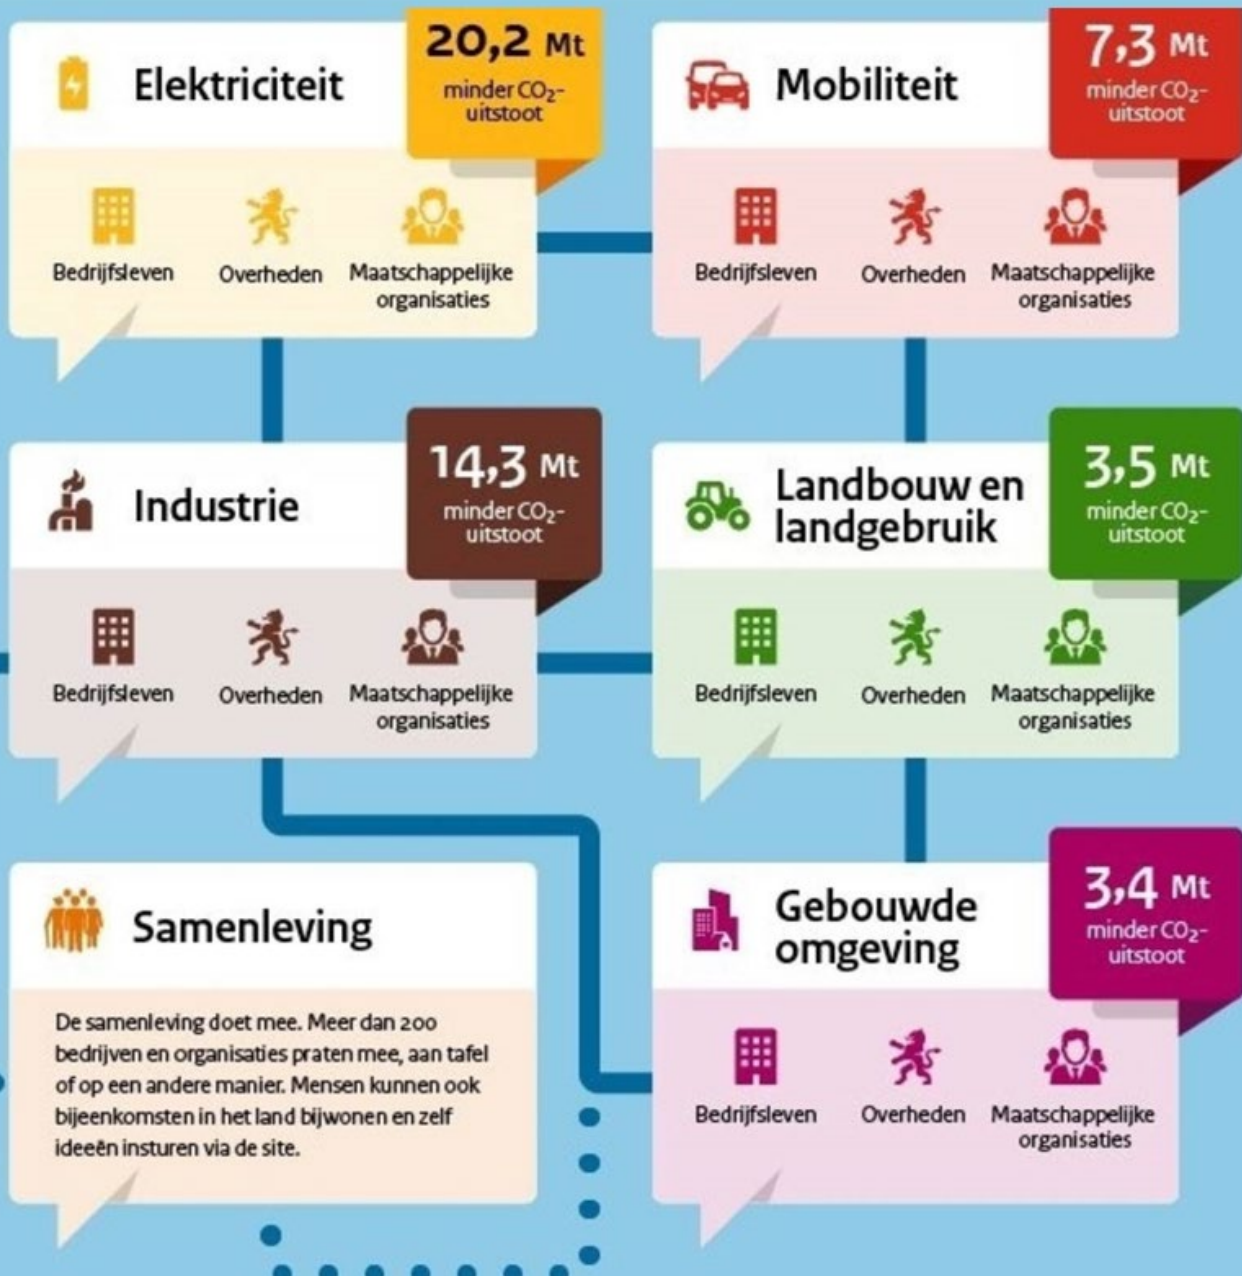 Elektriciteit
20,2 Mt
minder CO₂-
uitstoot
Bedrijfsleven
Overheden
Maatschappelijke
organisaties
Mobiliteit
7,3 Mt
minder CO₂-
uitstoot
Bedrijfsleven
Overheden
Maatschappelijke
organisaties
Industrie
14,3 Mt
minder CO₂-
uitstoot
Bedrijfsleven
Overheden
Maatschappelijke
organisaties
Landbouw en
landgebruik
3,5 Mt
minder CO₂-
uitstoot
Bedrijfsleven
Overheden
Maatschappelijke
organisaties
Samenleving
De samenleving doet mee. Meer dan 200
bedrijven en organisaties praten mee, aan tafel
of op een andere manier. Mensen kunnen ook
bijeenkomsten in het land bijwonen en zelf
ideeën insturen via de site.
Gebouwde
omgeving
3,4 Mt
minder CO₂-
uitstoot
Bedrijfsleven
Overheden
Maatschappelijke
organisaties